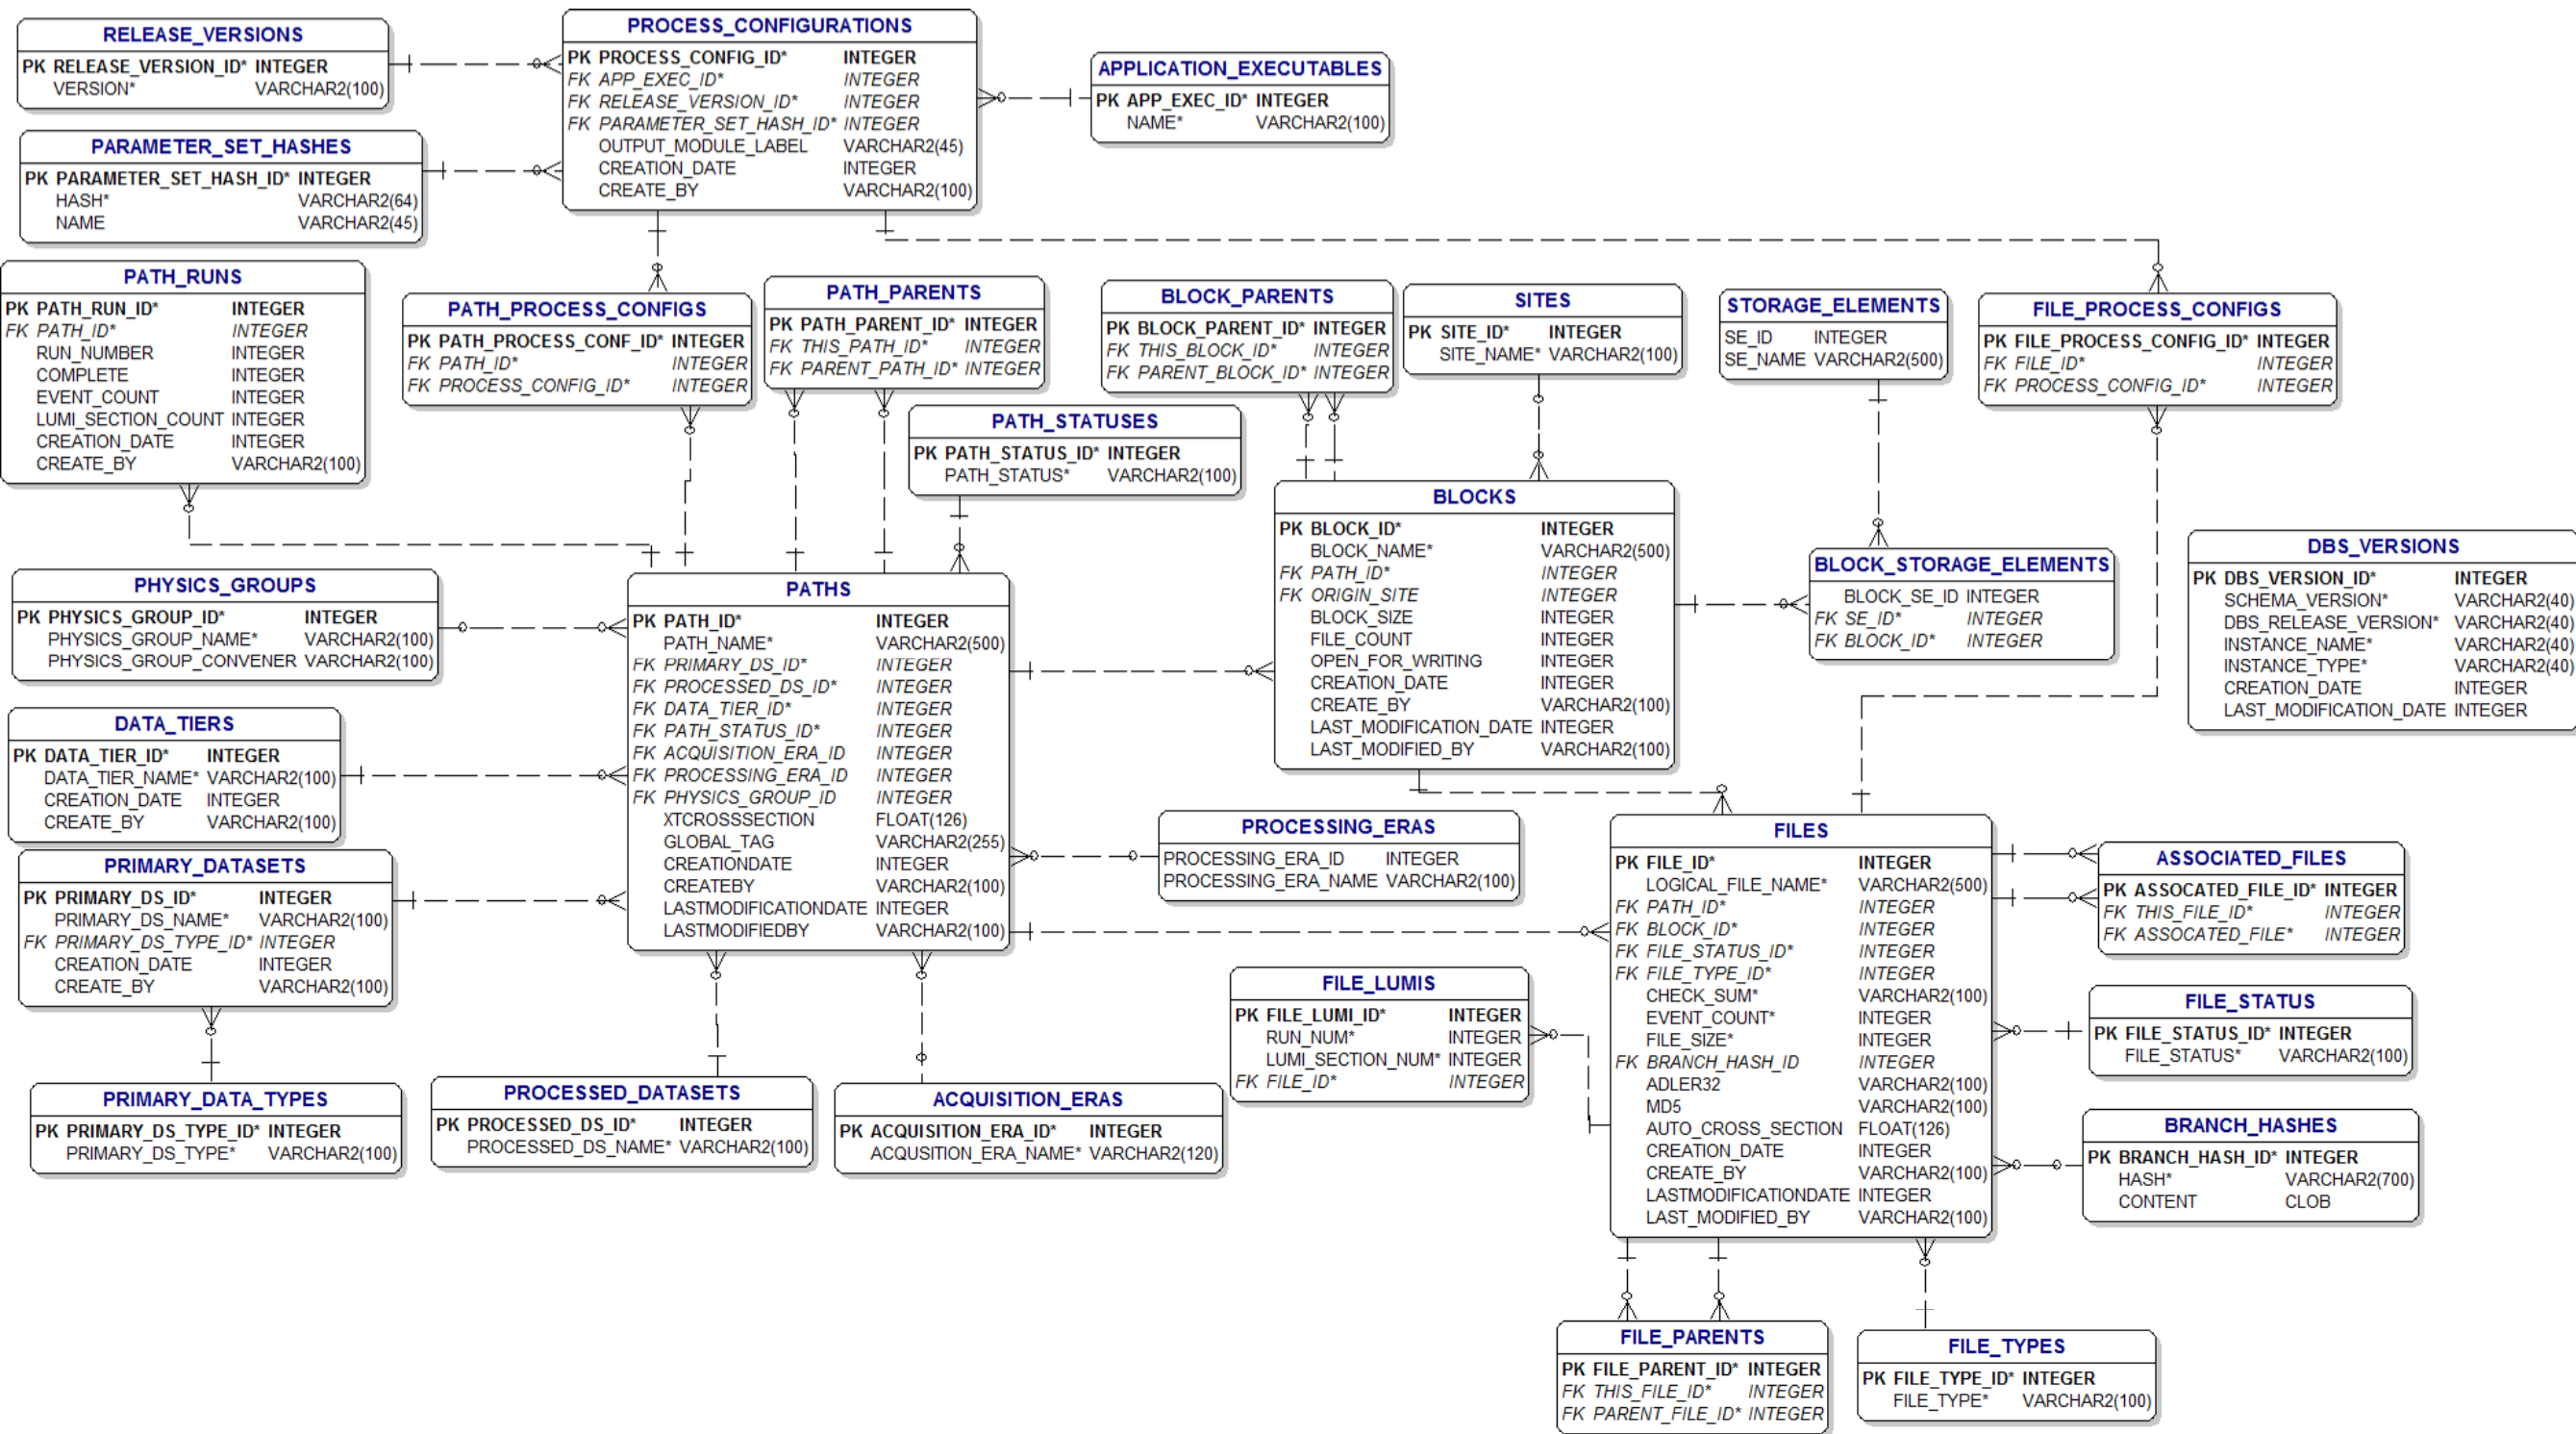 RELEASE_VERSIONS
PK RELEASE_VERSION_ID* INTEGER
VERSION* VARCHAR2(100)
PROCESS_CONFIGURATIONS
PK PROCESS_CONFIG_ID* INTEGER
FK APP_EXEC_ID* INTEGER
FK RELEASE_VERSION_ID* INTEGER
FK PARAMETER_SET_HASH_ID* INTEGER
OUTPUT_MODULE_LABEL VARCHAR2(45)
CREATION_DATE INTEGER
CREATE_BY VARCHAR2(100)
APPLICATION_EXECUTABLES
PK APP_EXEC_ID* INTEGER
NAME* VARCHAR2(100)
PARAMETER_SET_HASHES
PK PARAMETER_SET_HASH_ID* INTEGER
HASH* VARCHAR2(64)
NAME VARCHAR2(45)
PATH_RUNS
PK PATH_RUN_ID* INTEGER
FK PATH_ID* INTEGER
RUN_NUMBER INTEGER
COMPLETE INTEGER
EVENT_COUNT INTEGER
LUMI_SECTION_COUNT INTEGER
CREATION_DATE INTEGER
CREATE_BY VARCHAR2(100)
PATH_PROCESS_CONFIGS
PK PATH_PROCESS_CONF_ID* INTEGER
FK PATH_ID* INTEGER
FK PROCESS_CONFIG_ID* INTEGER
PATH_PARENTS
PK PATH_PARENT_ID* INTEGER
FK THIS_PATH_ID* INTEGER
FK PARENT_PATH_ID* INTEGER
BLOCK_PARENTS
PK BLOCK_PARENT_ID* INTEGER
FK THIS_BLOCK_ID* INTEGER
FK PARENT_BLOCK_ID* INTEGER
SITES
PK SITE_ID* INTEGER
SITE_NAME* VARCHAR2(100)
STORAGE_ELEMENTS
SE_ID INTEGER
SE_NAME VARCHAR2(500)
FILE_PROCESS_CONFIGS
PK FILE_PROCESS_CONFIG_ID* INTEGER
FK FILE_ID* INTEGER
FK PROCESS_CONFIG_ID* INTEGER
PATH_STATUSES
PK PATH_STATUS_ID* INTEGER
PATH_STATUS* VARCHAR2(100)
BLOCKS
PK BLOCK_ID* INTEGER
BLOCK_NAME* VARCHAR2(500)
FK PATH_ID* INTEGER
FK ORIGIN_SITE INTEGER
BLOCK_SIZE INTEGER
FILE_COUNT INTEGER
OPEN_FOR_WRITING INTEGER
CREATION_DATE INTEGER
CREATE_BY VARCHAR2(100)
LAST_MODIFICATION_DATE INTEGER
LAST_MODIFIED_BY VARCHAR2(100)
BLOCK_STORAGE_ELEMENTS
BLOCK_SE_ID INTEGER
FK SE_ID* INTEGER
FK BLOCK_ID* INTEGER
DBS_VERSIONS
PK DBS_VERSION_ID* INTEGER
SCHEMA_VERSION* VARCHAR2(40)
DBS_RELEASE_VERSION* VARCHAR2(40)
INSTANCE_NAME* VARCHAR2(40)
INSTANCE_TYPE* VARCHAR2(40)
CREATION_DATE INTEGER
LAST_MODIFICATION_DATE INTEGER
PHYSICS_GROUPS
PK PHYSICS_GROUP_ID* INTEGER
PHYSICS_GROUP_NAME* VARCHAR2(100)
PHYSICS_GROUP_CONVENER VARCHAR2(100)
PATHS
PK PATH_ID* INTEGER
PATH_NAME* VARCHAR2(500)
FK PRIMARY_DS_ID* INTEGER
FK PROCESSED_DS_ID* INTEGER
FK DATA_TIER_ID* INTEGER
FK PATH_STATUS_ID* INTEGER
FK ACQUISITION_ERA_ID INTEGER
FK PROCESSING_ERA_ID INTEGER
FK PHYSICS_GROUP_ID INTEGER
XTCROSSSECTION FLOAT(126)
GLOBAL_TAG VARCHAR2(255)
CREATIONDATE INTEGER
CREATEBY VARCHAR2(100)
LASTMODIFICATIONDATE INTEGER
LASTMODIFIEDBY VARCHAR2(100)
DATA_TIERS
PK DATA_TIER_ID* INTEGER
DATA_TIER_NAME* VARCHAR2(100)
CREATION_DATE INTEGER
CREATE_BY VARCHAR2(100)
PROCESSING_ERAS
PROCESSING_ERA_ID INTEGER
PROCESSING_ERA_NAME VARCHAR2(100)
FILES
PK FILE_ID* INTEGER
LOGICAL_FILE_NAME* VARCHAR2(500)
FK PATH_ID* INTEGER
FK BLOCK_ID* INTEGER
FK FILE_STATUS_ID* INTEGER
FK FILE_TYPE_ID* INTEGER
CHECK_SUM* VARCHAR2(100)
EVENT_COUNT* INTEGER
FILE_SIZE* INTEGER
FK BRANCH_HASH_ID INTEGER
ADLER32 VARCHAR2(100)
MD5 VARCHAR2(100)
AUTO_CROSS_SECTION FLOAT(126)
CREATION_DATE INTEGER
CREATE_BY VARCHAR2(100)
LASTMODIFICATIONDATE INTEGER
LAST_MODIFIED_BY VARCHAR2(100)
ASSOCIATED_FILES
PK ASSOCATED_FILE_ID* INTEGER
FK THIS_FILE_ID* INTEGER
FK ASSOCATED_FILE* INTEGER
PRIMARY_DATASETS
PK PRIMARY_DS_ID* INTEGER
PRIMARY_DS_NAME* VARCHAR2(100)
FK PRIMARY_DS_TYPE_ID* INTEGER
CREATION_DATE INTEGER
CREATE_BY VARCHAR2(100)
FILE_LUMIS
PK FILE_LUMI_ID* INTEGER
RUN_NUM* INTEGER
LUMI_SECTION_NUM* INTEGER
FK FILE_ID* INTEGER
FILE_STATUS
PK FILE_STATUS_ID* INTEGER
FILE_STATUS* VARCHAR2(100)
PRIMARY_DATA_TYPES
PK PRIMARY_DS_TYPE_ID* INTEGER
PRIMARY_DS_TYPE* VARCHAR2(100)
PROCESSED_DATASETS
PK PROCESSED_DS_ID* INTEGER
PROCESSED_DS_NAME* VARCHAR2(100)
ACQUISITION_ERAS
PK ACQUISITION_ERA_ID* INTEGER
ACQUSITION_ERA_NAME* VARCHAR2(120)
BRANCH_HASHES
PK BRANCH_HASH_ID* INTEGER
HASH* VARCHAR2(700)
CONTENT CLOB
FILE_PARENTS
PK FILE_PARENT_ID* INTEGER
FK THIS_FILE_ID* INTEGER
FK PARENT_FILE_ID* INTEGER
FILE_TYPES
PK FILE_TYPE_ID* INTEGER
FILE_TYPE* VARCHAR2(100)